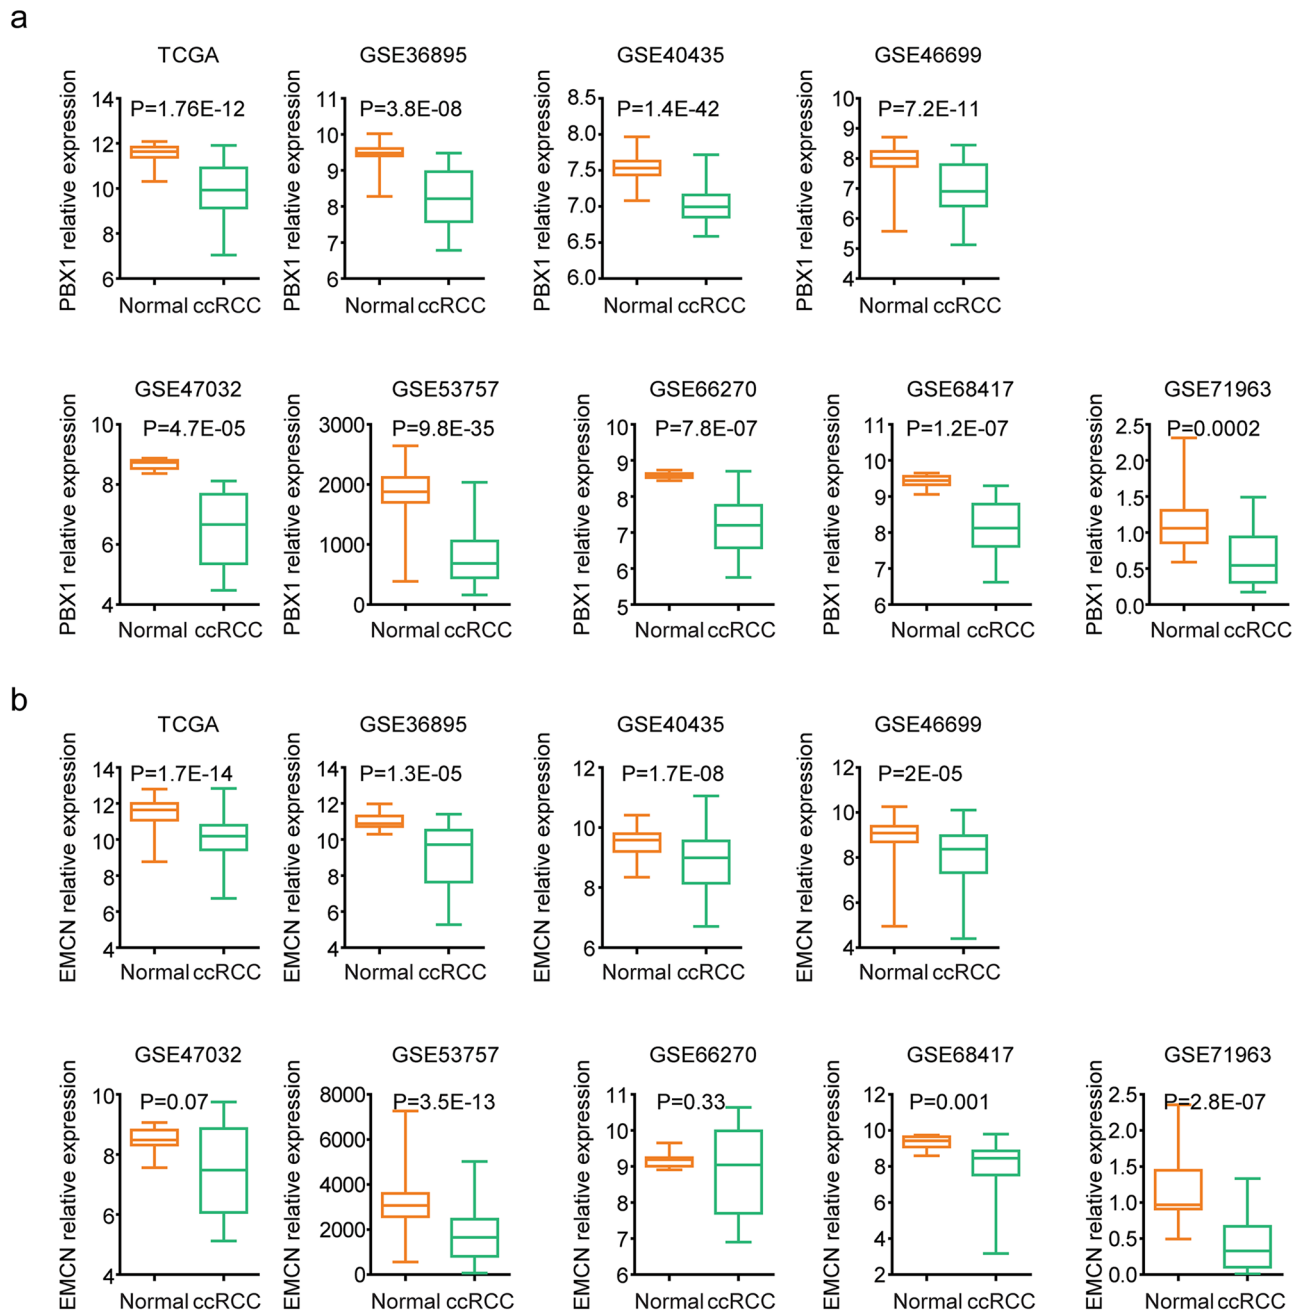 a
TCGA
PBX1 relative expression
P=1.76E-12
14
12
10
8
6
Normal ccRCC
GSE36895
PBX1 relative expression
P=3.8E-08
11
10
9
8
7
6
Normal ccRCC
GSE40435
PBX1 relative expression
P=1.4E-42
8.5
8.0
7.5
7.0
6.5
6.0
Normal ccRCC
GSE46699
PBX1 relative expression
P=7.2E-11
10
9
8
7
6
5
4
Normal ccRCC
GSE47032
PBX1 relative expression
P=4.7E-05
10
8
6
4
Normal ccRCC
GSE53757
PBX1 relative expression
P=9.8E-35
3000
2000
1000
0
Normal ccRCC
GSE66270
PBX1 relative expression
P=7.8E-07
10
9
8
7
6
5
Normal ccRCC
GSE68417
PBX1 relative expression
P=1.2E-07
11
10
9
8
7
6
Normal ccRCC
GSE71963
PBX1 relative expression
P=0.0002
2.5
2.0
1.5
1.0
0.5
0.0
Normal ccRCC
b
TCGA
EMCN relative expression
P=1.7E-14
14
12
10
8
6
4
Normal ccRCC
GSE36895
EMCN relative expression
P=1.3E-05
14
12
10
8
6
4
Normal ccRCC
GSE40435
EMCN relative expression
P=1.7E-08
12
10
8
6
Normal ccRCC
GSE46699
EMCN relative expression
P=2E-05
12
10
8
6
4
Normal ccRCC
GSE47032
EMCN relative expression
P=0.07
10
8
6
4
Normal ccRCC
GSE53757
EMCN relative expression
P=3.5E-13
8000
6000
4000
2000
0
Normal ccRCC
GSE66270
EMCN relative expression
P=0.33
11
10
9
8
7
6
Normal ccRCC
GSE68417
EMCN relative expression
P=0.001
12
10
8
6
4
2
Normal ccRCC
GSE71963
EMCN relative expression
P=2.8E-07
2.5
2.0
1.5
1.0
0.5
0.0
Normal ccRCC